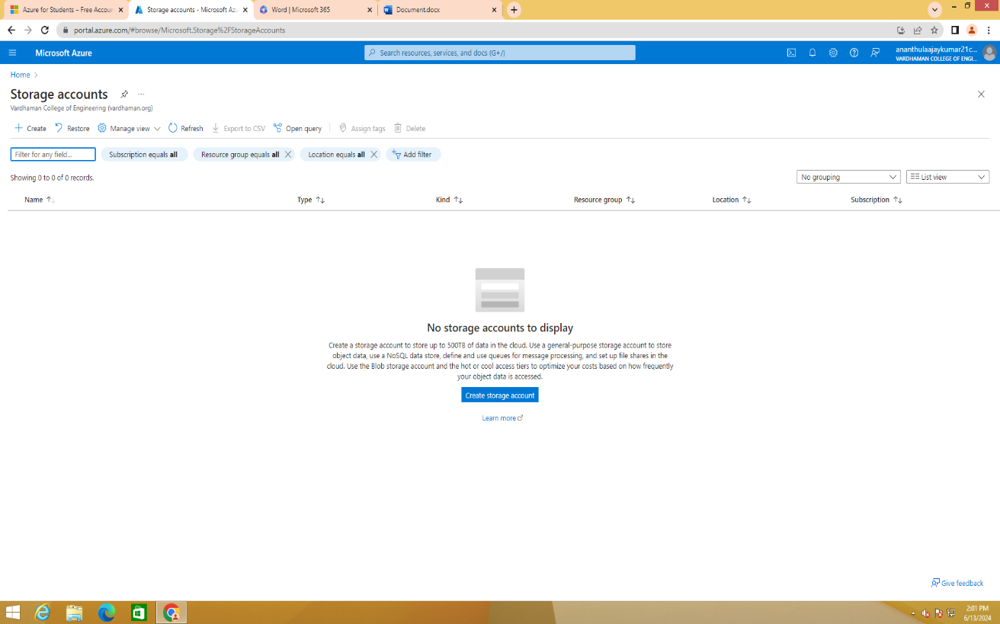 Azure for Students – Free Accoun
Storage accounts - Microsoft Azu
Word | Microsoft 365
Document.docx
portal.azure.com/#browse/Microsoft.Storage%2FStorageAccounts
Microsoft Azure
Search resources, services, and docs (G+/)
ananthulaajaykumar21c...
VARDHAMAN COLLEGE OF ENGI...
Home
Storage accounts
Vardhaman College of Engineering (vardhaman.org)
Create
Restore
Manage view
Refresh
Export to CSV
Open query
Assign tags
Delete
Filter for any field...
Subscription equals all
Resource group equals all
Location equals all
Add filter
Showing 0 to 0 of 0 records.
No grouping
List view
Name
Type
Kind
Resource group
Location
Subscription
No storage accounts to display
Create a storage account to store up to 500TB of data in the cloud. Use a general-purpose storage account to store
object data, use a NoSQL data store, define and use queues for message processing, and set up file shares in the
cloud. Use the Blob storage account and the hot or cool access tiers to optimize your costs based on how frequently
your object data is accessed.
Create storage account
Learn more
Give feedback
2:01 PM
6/13/2024